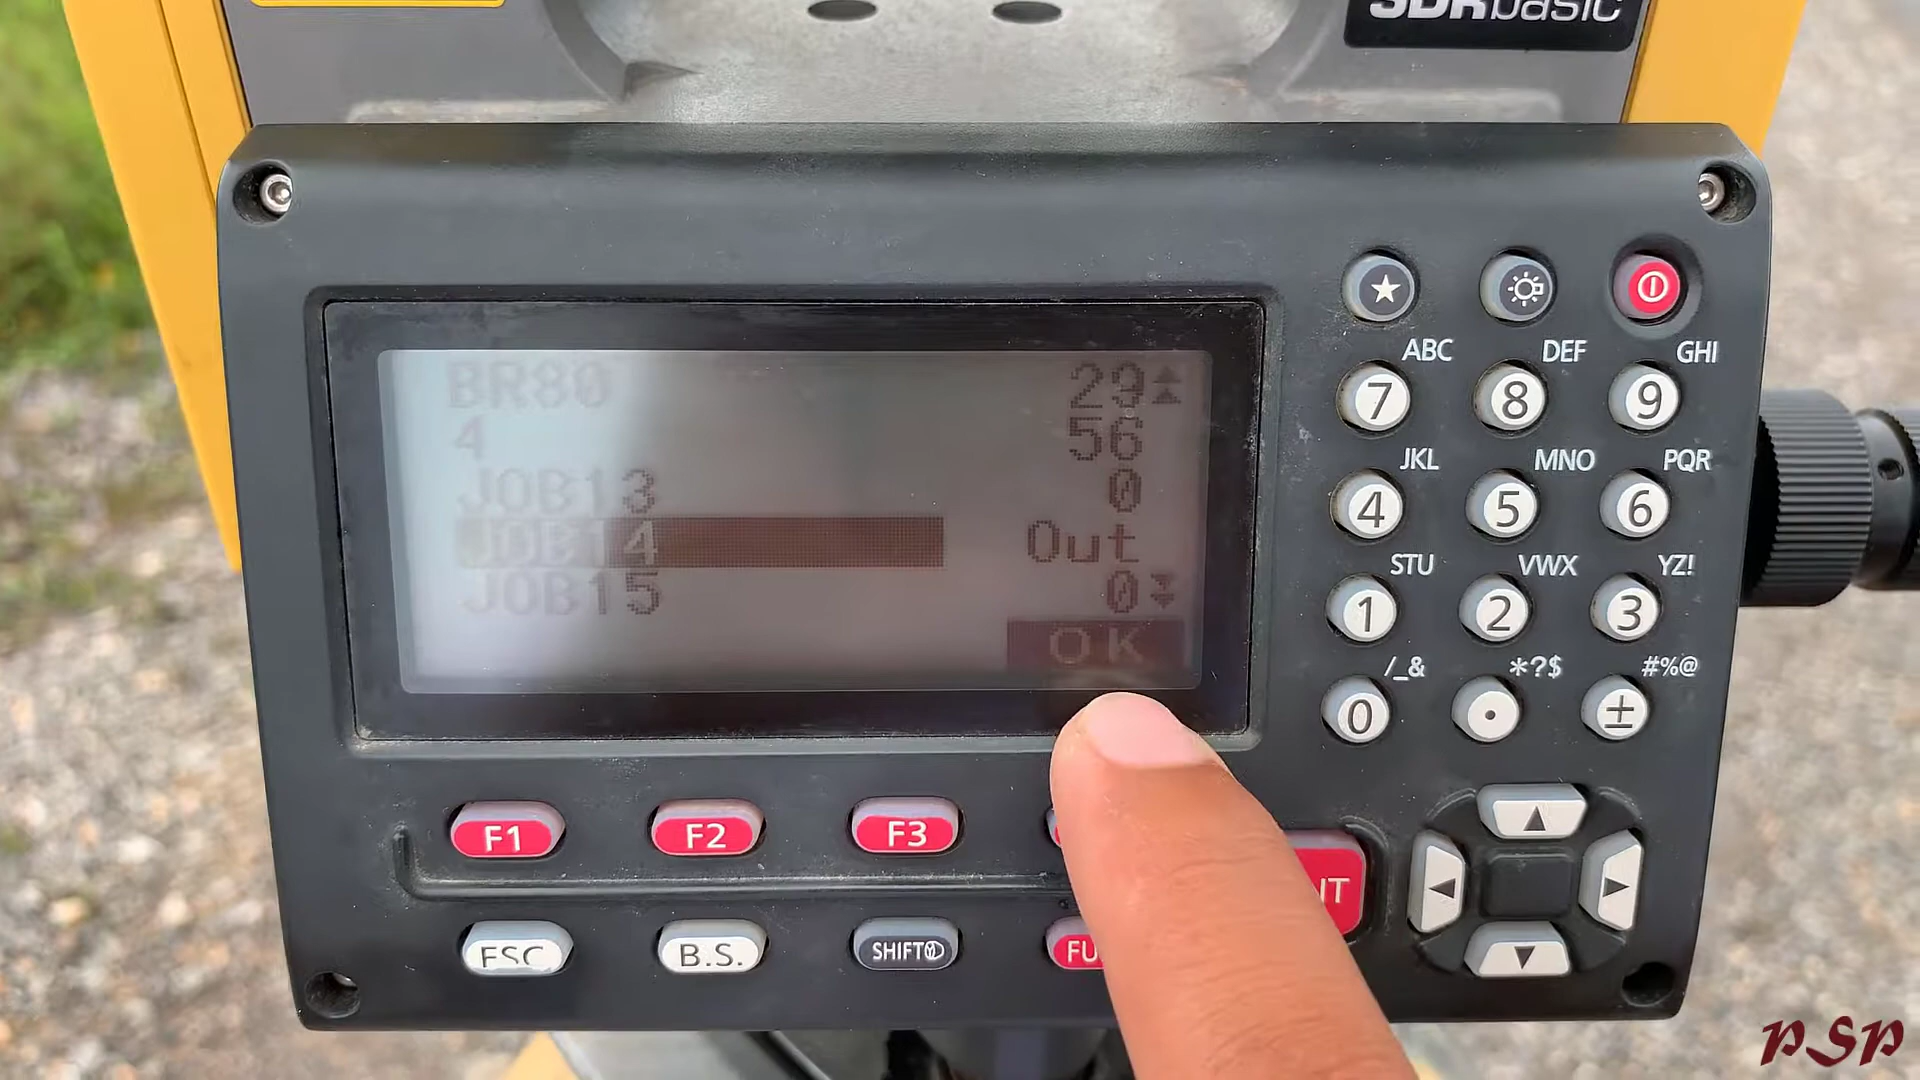 SDRbasic
BR80 29
4 56
JOB13 0
JOB14 Out
JOB15 0
OK
ABC DEF GHI
7 8 9
JKL MNO PQR
4 5 6
STU VWX YZ!
1 2 3
/_& *?$ #%@
0 • ±
F1 F2 F3
ESC B.S. SHIFT
PSP